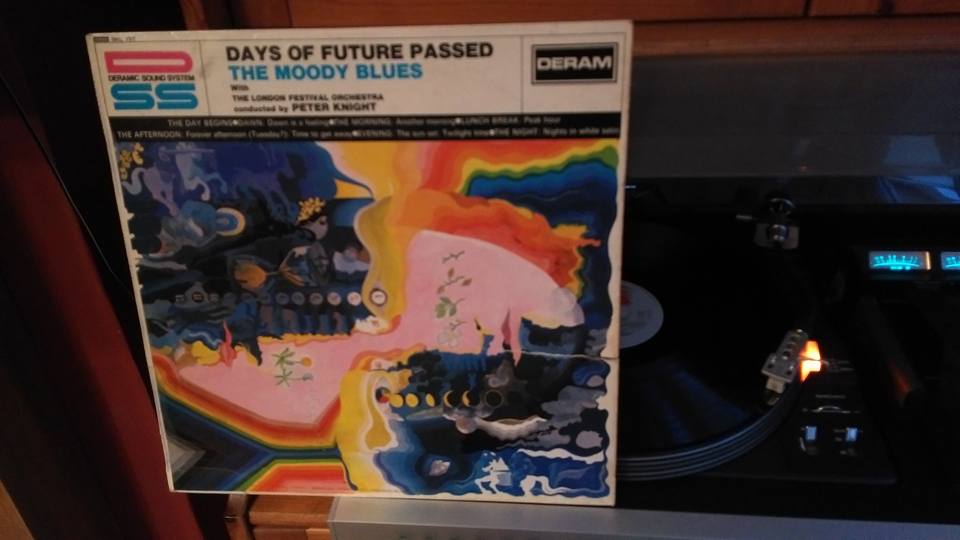 DAYS OF FUTURE PASSED
THE MOODY BLUES
With
THE LONDON FESTIVAL ORCHESTRA
conducted by PETER KNIGHT
D
DERAMIC SOUND SYSTEM
SS
DERAM
THE DAY BEGINS●DAWN: Dawn is a feeling●THE MORNING: Another morning●LUNCH BREAK: Peak hour
THE AFTERNOON: Forever afternoon (Tuesday?): Time to get away●EVENING: The sun set: Twilight time●THE NIGHT: Nights in white satin